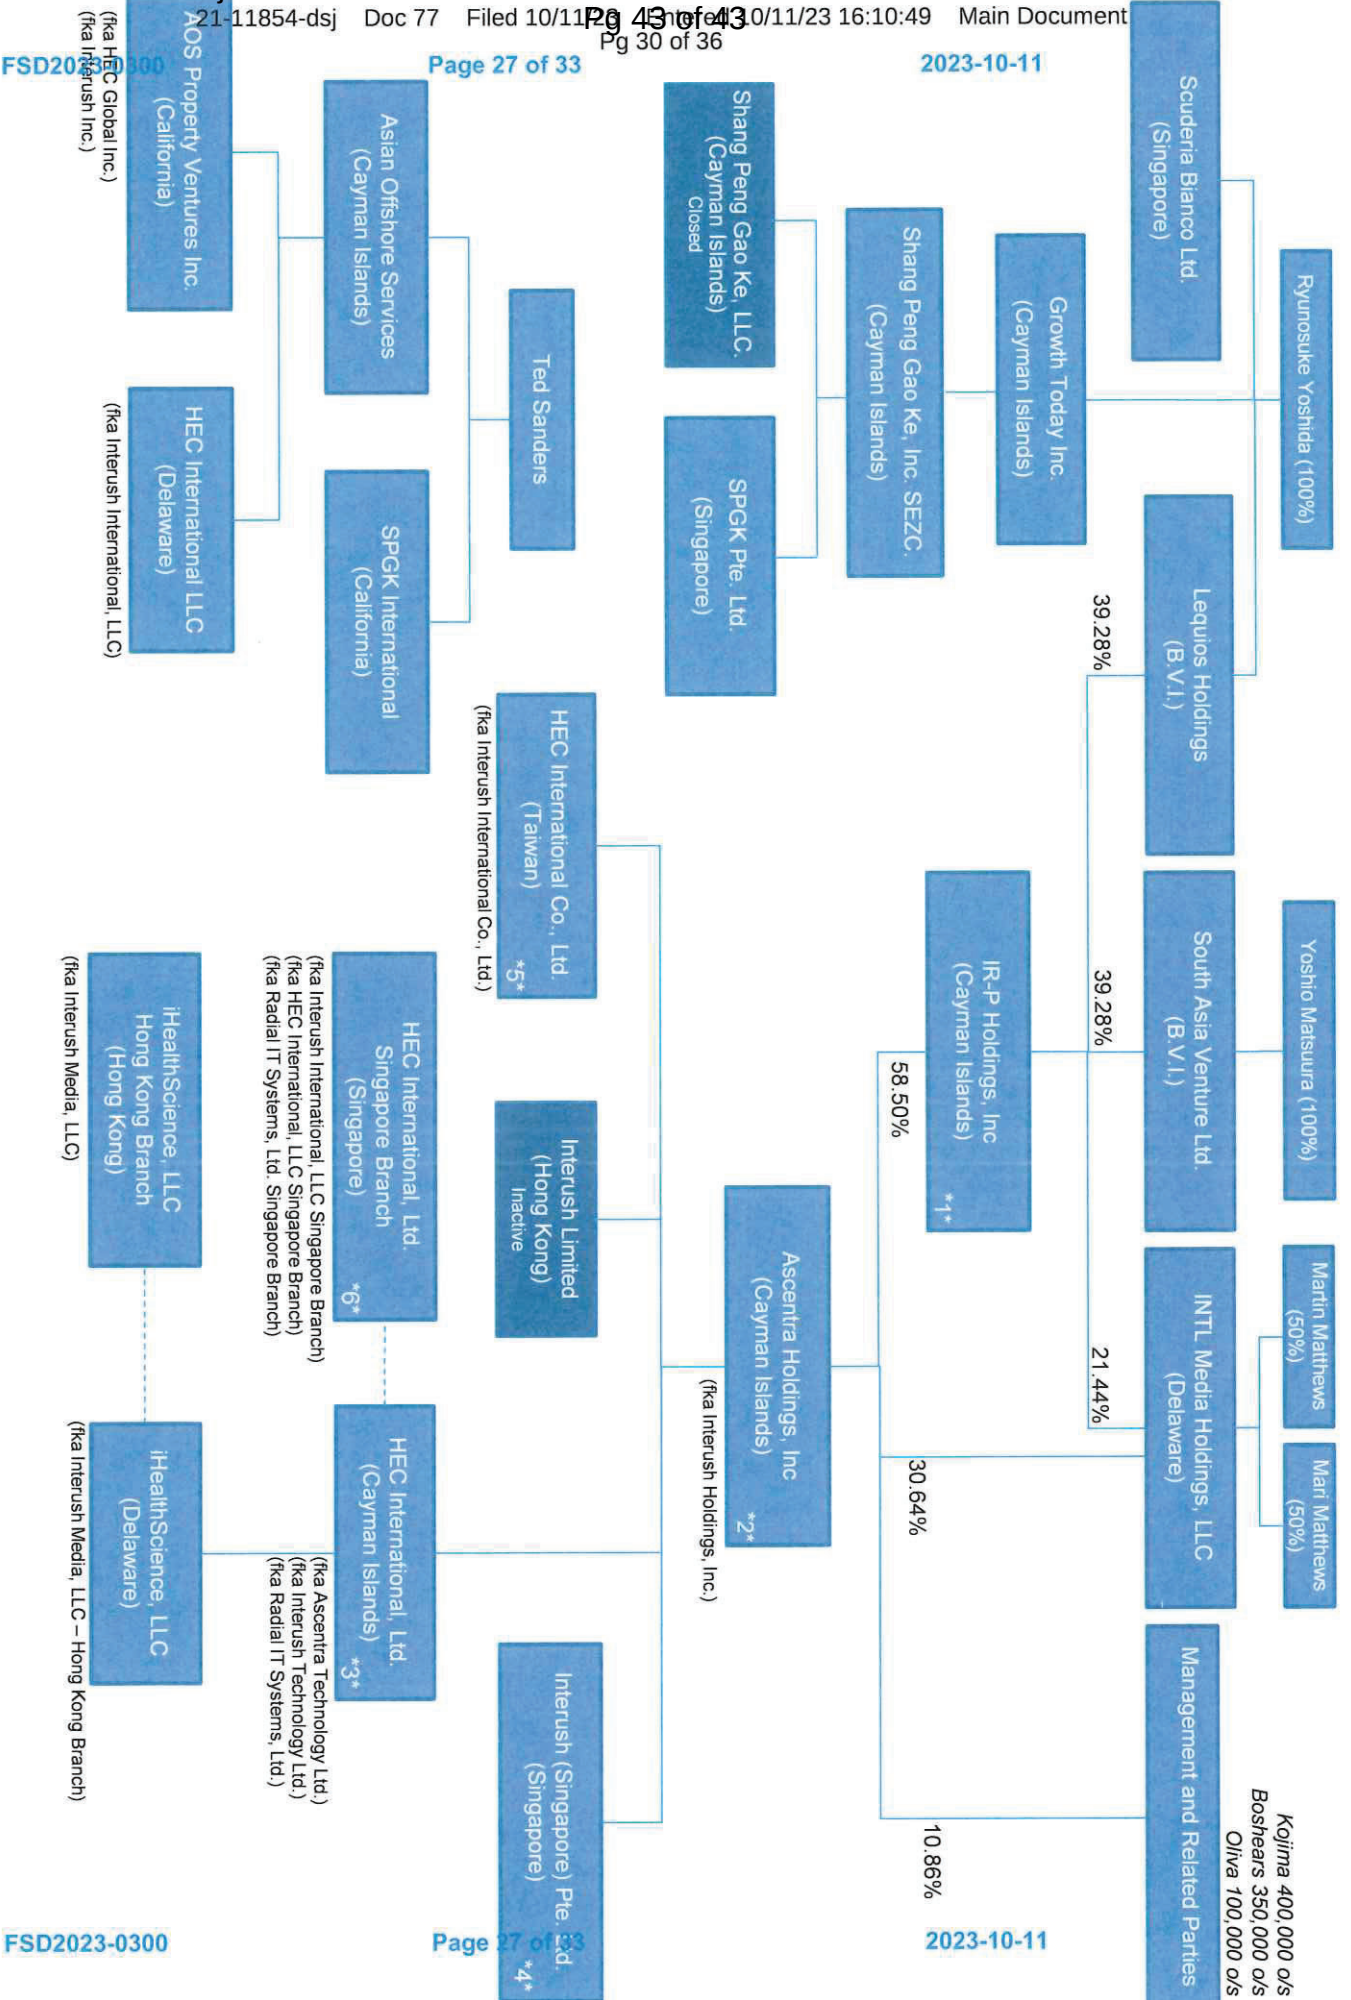 21-11854-dsj Doc 77 Filed 10/11/23 Entered 10/11/23 16:10:49 Main Document
Pg 43 of 43
Pg 30 of 36
FSD2023-0300
Page 27 of 33
2023-10-11
Ryunosuke Yoshida (100%)
Yoshio Matsuura (100%)
Martin Matthews
(50%)
Mari Matthews
(50%)
Kojima 400,000 o/s
Boshears 350,000 o/s
Oliva 100,000 o/s
Scuderia Bianco Ltd.
(Singapore)
Lequios Holdings
(B.V.I.)
South Asia Venture Ltd.
(B.V.I.)
INTL Media Holdings, LLC
(Delaware)
Management and Related Parties
39.28%
39.28%
21.44%
Growth Today Inc.
(Cayman Islands)
IR-P Holdings, Inc
(Cayman Islands)
*1*
58.50%
30.64%
10.86%
Shang Peng Gao Ke, Inc. SEZC.
(Cayman Islands)
Ascentra Holdings, Inc
(Cayman Islands)
*2*
(fka Interush Holdings, Inc.)
Shang Peng Gao Ke, LLC.
(Cayman Islands)
Closed
SPGK Pte. Ltd.
(Singapore)
Ted Sanders
HEC International Co., Ltd.
(Taiwan)
*5*
(fka Interush International Co., Ltd.)
Interush Limited
(Hong Kong)
Inactive
Interush (Singapore) Pte. Ltd.
(Singapore)
*4*
Asian Offshore Services
(Cayman Islands)
SPGK International
(California)
HEC International, Ltd.
Singapore Branch
(Singapore)
*6*
(fka Interush International, LLC Singapore Branch)
(fka HEC International, LLC Singapore Branch)
(fka Radial IT Systems, Ltd. Singapore Branch)
HEC International, Ltd.
(Cayman Islands)
*3*
(fka Ascentra Technology Ltd.)
(fka Interush Technology Ltd.)
(fka Radial IT Systems, Ltd.)
AOS Property Ventures Inc.
(California)
(fka HEC Global Inc.)
(fka Interush Inc.)
HEC International LLC
(Delaware)
(fka Interush International, LLC)
iHealthScience, LLC
Hong Kong Branch
(Hong Kong)
(fka Interush Media, LLC)
iHealthScience, LLC
(Delaware)
(fka Interush Media, LLC – Hong Kong Branch)
FSD2023-0300
Page 27 of 33
2023-10-11